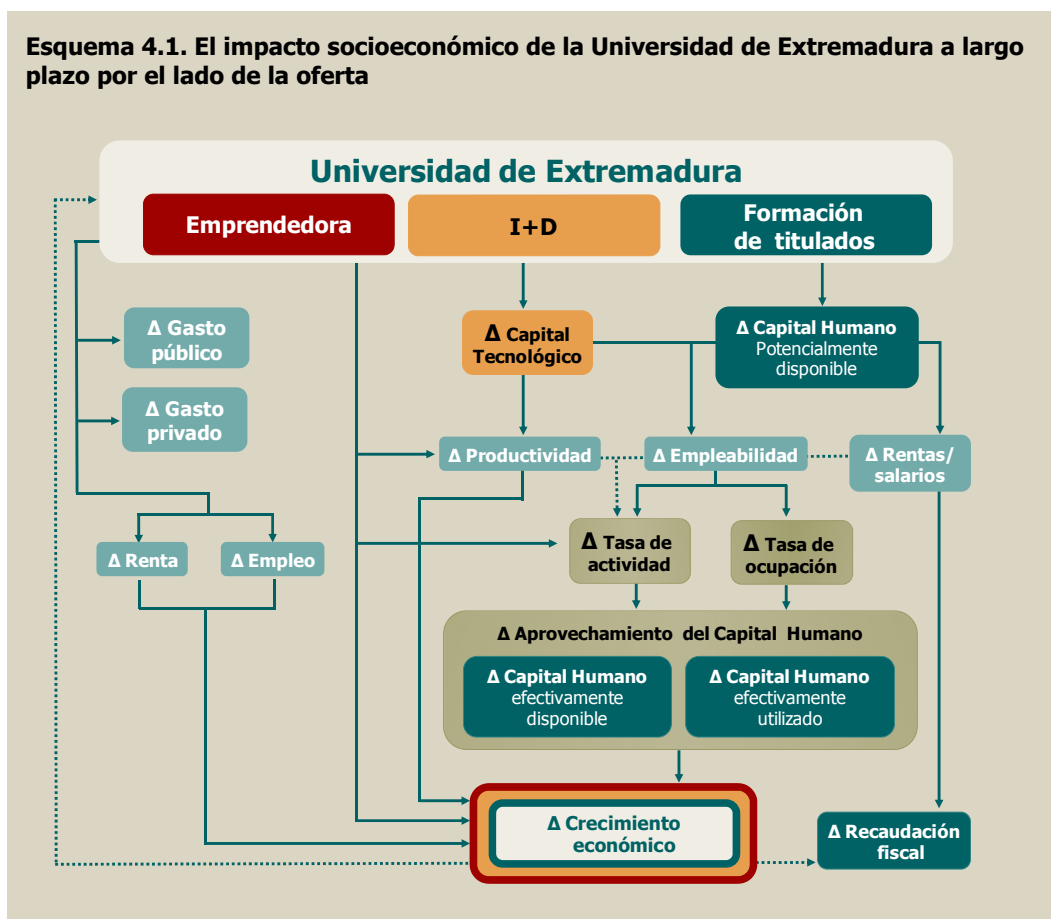 Esquema 4.1. El impacto socioeconómico de la Universidad de Extremadura a largo
plazo por el lado de la oferta
Universidad de Extremadura
Emprendedora
I+D
Formación
de titulados
Δ Gasto
público
Δ Capital
Tecnológico
Δ Capital Humano
Potencialmente
disponible
Δ Gasto
privado
Δ Productividad
Δ Empleabilidad
Δ Rentas/
salarios
Δ Renta
Δ Empleo
Δ Tasa de
actividad
Δ Tasa de
ocupación
Δ Aprovechamiento del Capital Humano
Δ Capital Humano
efectivamente
disponible
Δ Capital Humano
efectivamente
utilizado
Δ Crecimiento
económico
Δ Recaudación
fiscal